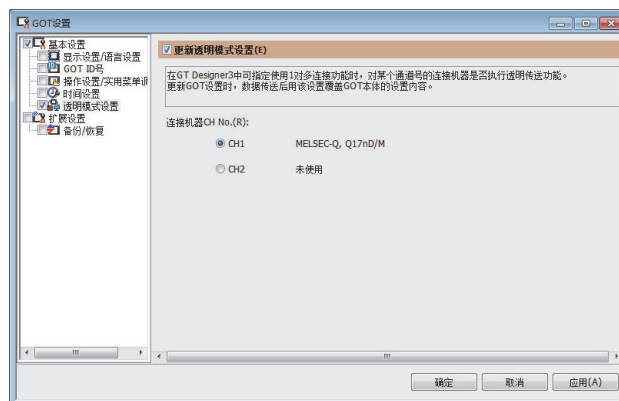 GOT设置
基本设置
显示设置/语言设置
GOT ID号
操作设置/实用菜单
时间设置
透明模式设置
扩展设置
备份/恢复
更新透明模式设置(E)
在GT Designer3中可指定使用1对多连接功能时，对某个通道号的连接机器是否执行透明传送功能。
更新GOT设置时，数据传送后用该设置覆盖GOT本体的设置内容。
连接机器CH No.(R):
CH1 MELSEC-Q, Q17nD/M
CH2 未使用
确定 取消 应用(A)